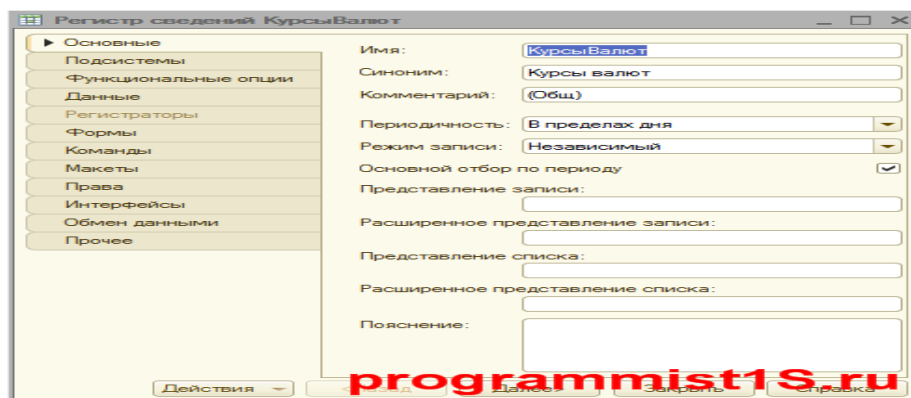 Регистр сведений КурсыВалют
Основные
Подсистемы
Функциональные опции
Данные
Регистраторы
Формы
Команды
Макеты
Права
Интерфейсы
Обмен данными
Прочее
Имя: КурсыВалют
Синоним: Курсы валют
Комментарий: (Общ)
Периодичность: В пределах дня
Режим записи: Независимый
Основной отбор по периоду
Представление записи:
Расширенное представление записи:
Представление списка:
Расширенное представление списка:
Пояснение:
Действия Далее Закрыть Справка
programmist1S.ru